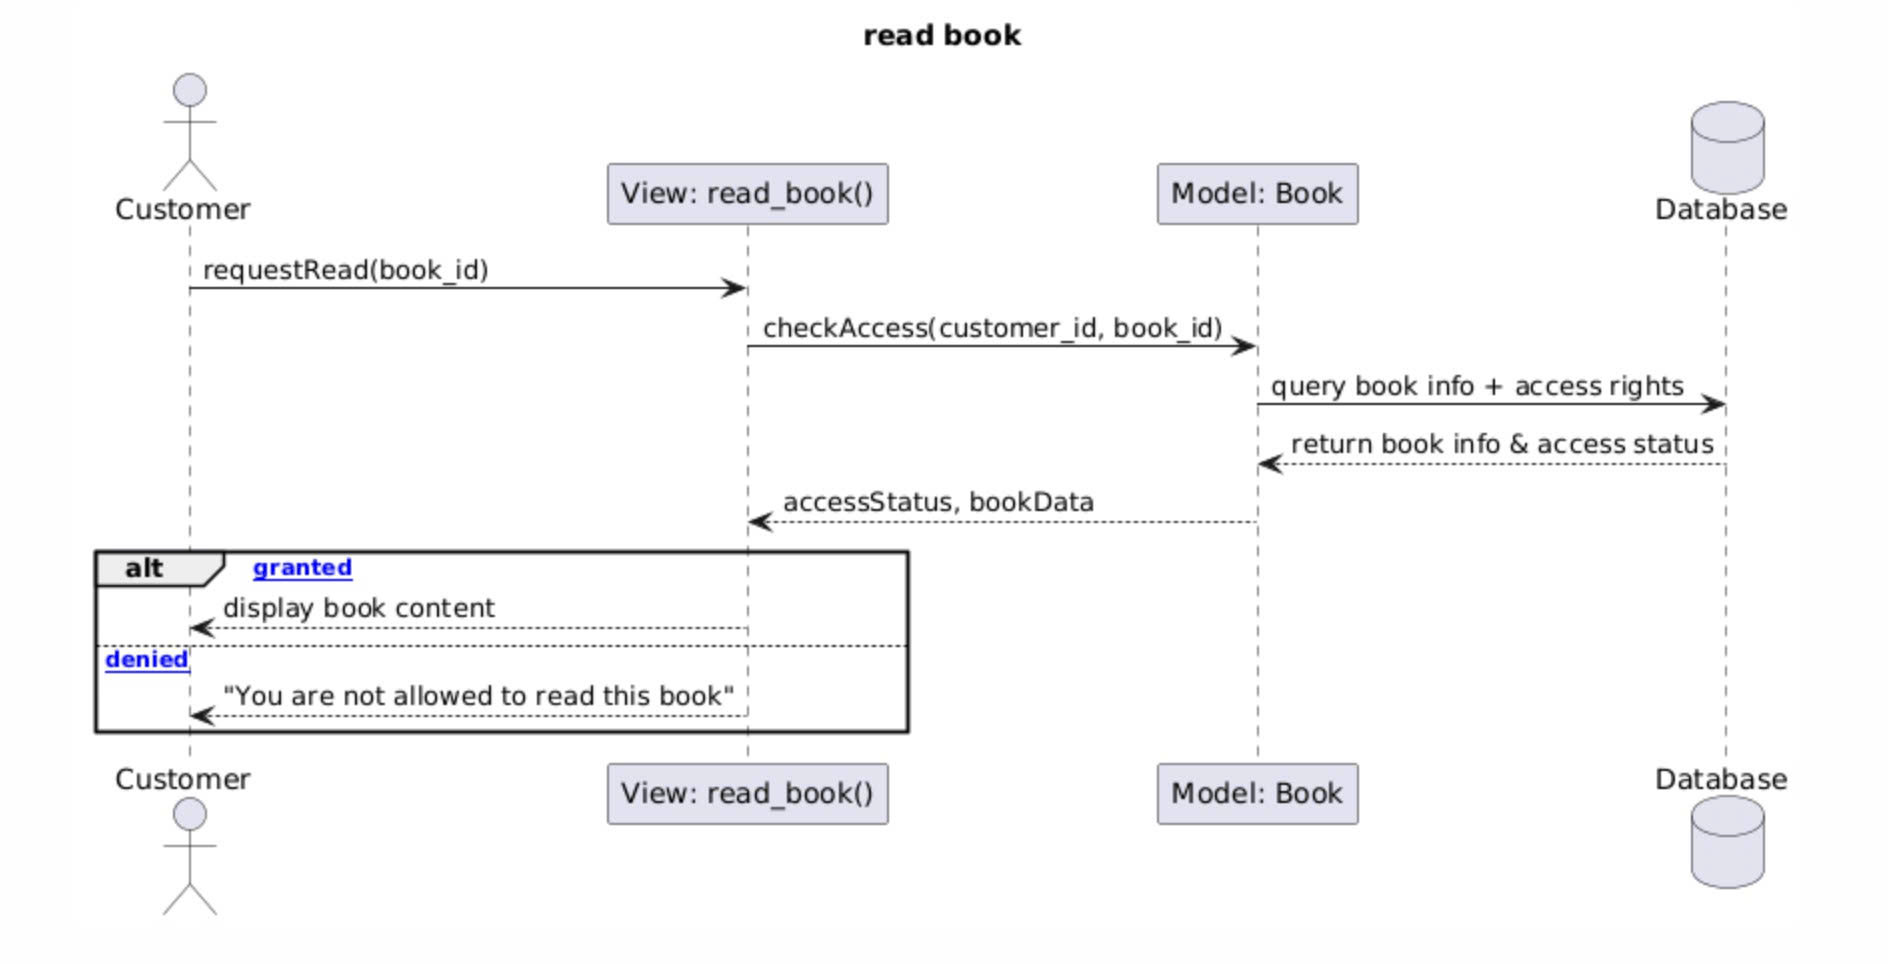 read book
Customer
View: read_book()
Model: Book
Database
requestRead(book_id)
checkAccess(customer_id, book_id)
query book info + access rights
return book info & access status
accessStatus, bookData
alt
granted
display book content
denied
"You are not allowed to read this book"
Customer
View: read_book()
Model: Book
Database